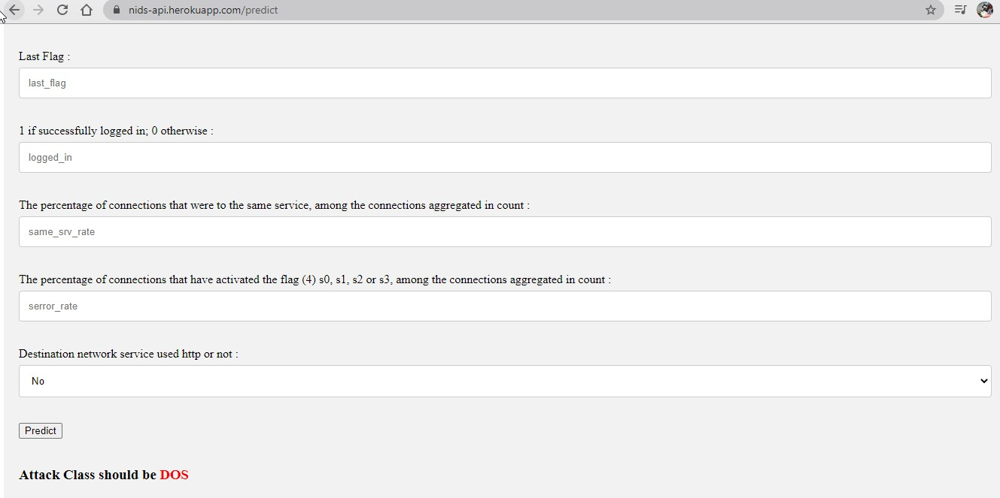 nids-api.herokuapp.com/predict
Last Flag :
last_flag
1 if successfully logged in; 0 otherwise :
logged_in
The percentage of connections that were to the same service, among the connections aggregated in count :
same_srv_rate
The percentage of connections that have activated the flag (4) s0, s1, s2 or s3, among the connections aggregated in count :
serror_rate
Destination network service used http or not :
No
Predict
Attack Class should be DOS